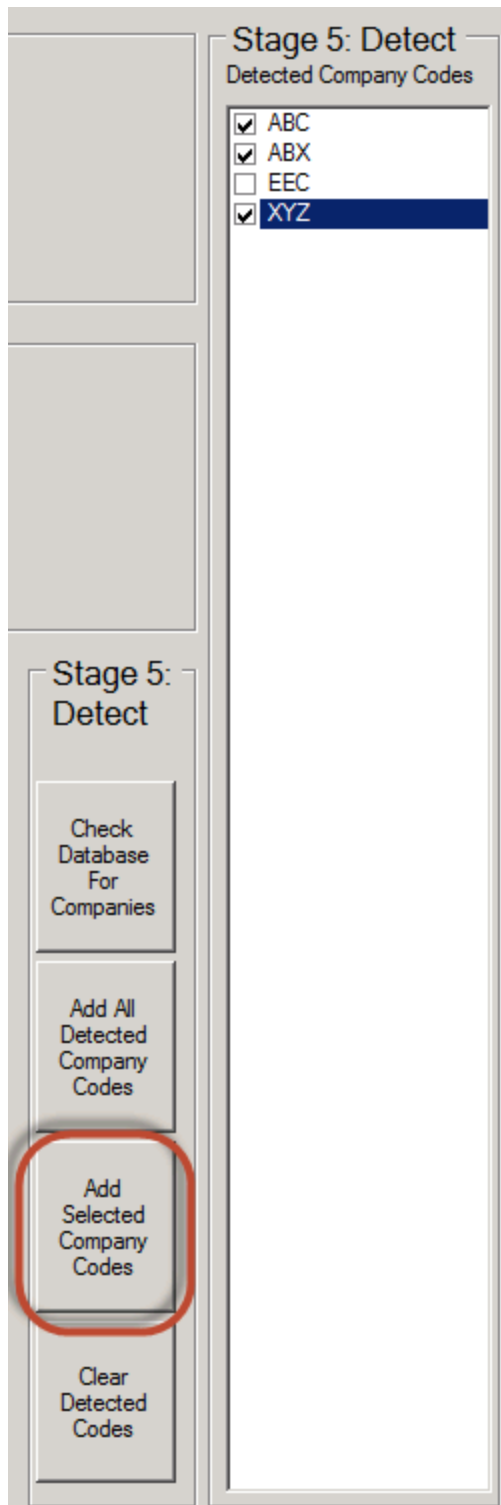 Stage 5: Detect
Detected Company Codes
ABC
ABX
EEC
XYZ
Stage 5:
Detect
Check
Database
For
Companies
Add All
Detected
Company
Codes
Add
Selected
Company
Codes
Clear
Detected
Codes